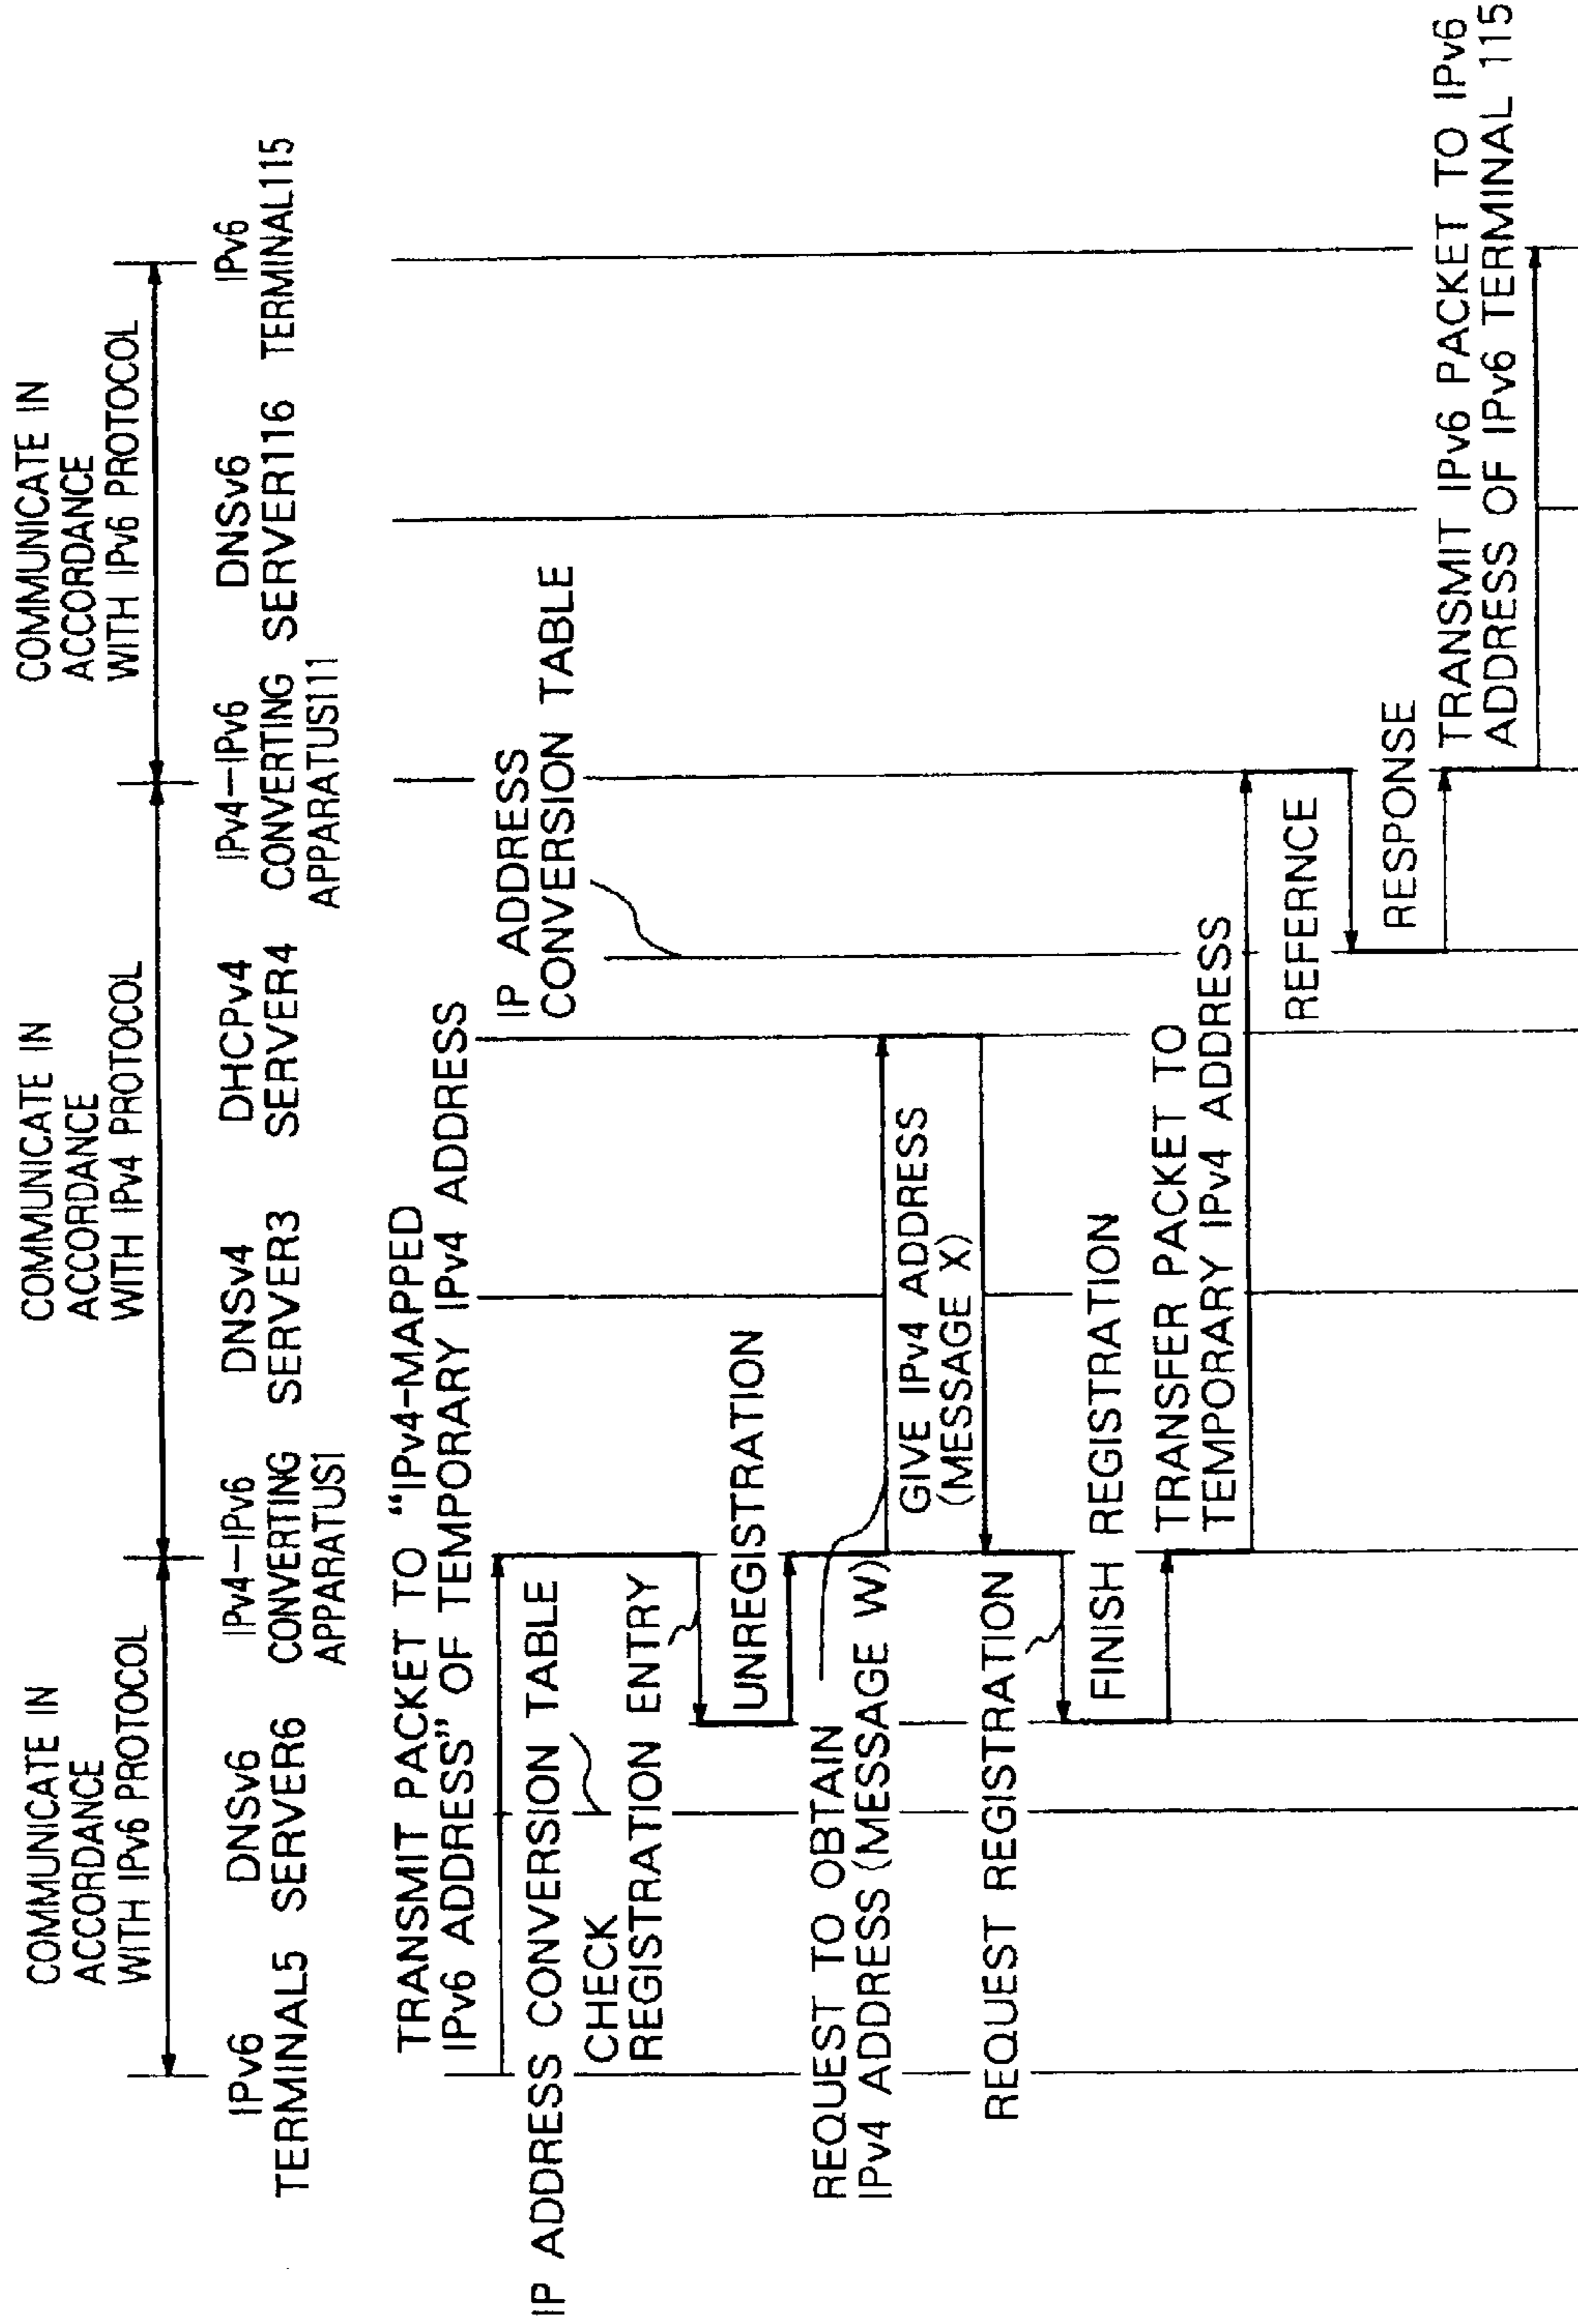 COMMUNICATE IN
ACCORDANCE
WITH IPv6 PROTOCOL
COMMUNICATE IN
ACCORDANCE
WITH IPv4 PROTOCOL
COMMUNICATE IN
ACCORDANCE
WITH IPv6 PROTOCOL
IPv6
TERMINAL5
DNSv6
SERVER6
IPv4-IPv6
CONVERTING
APPARATUS1
DNSv4
SERVER3
DHCPv4
SERVER4
IPv4-IPv6
CONVERTING
APPARATUS111
DNSv6
SERVER116
IPv6
TERMINAL115
TRANSMIT PACKET TO "IPv4-MAPPED
IPv6 ADDRESS" OF TEMPORARY IPv4 ADDRESS
IP ADDRESS
CONVERSION TABLE
IP ADDRESS CONVERSION TABLE
CHECK
REGISTRATION ENTRY
UNREGISTRATION
REQUEST TO OBTAIN
IPv4 ADDRESS (MESSAGE W)
GIVE IPv4 ADDRESS
(MESSAGE X)
REQUEST REGISTRATION
FINISH REGISTRATION
TRANSFER PACKET TO
TEMPORARY IPv4 ADDRESS
REFERNCE
RESPONSE
TRANSMIT IPv6 PACKET TO IPv6
ADDRESS OF IPv6 TERMINAL 115